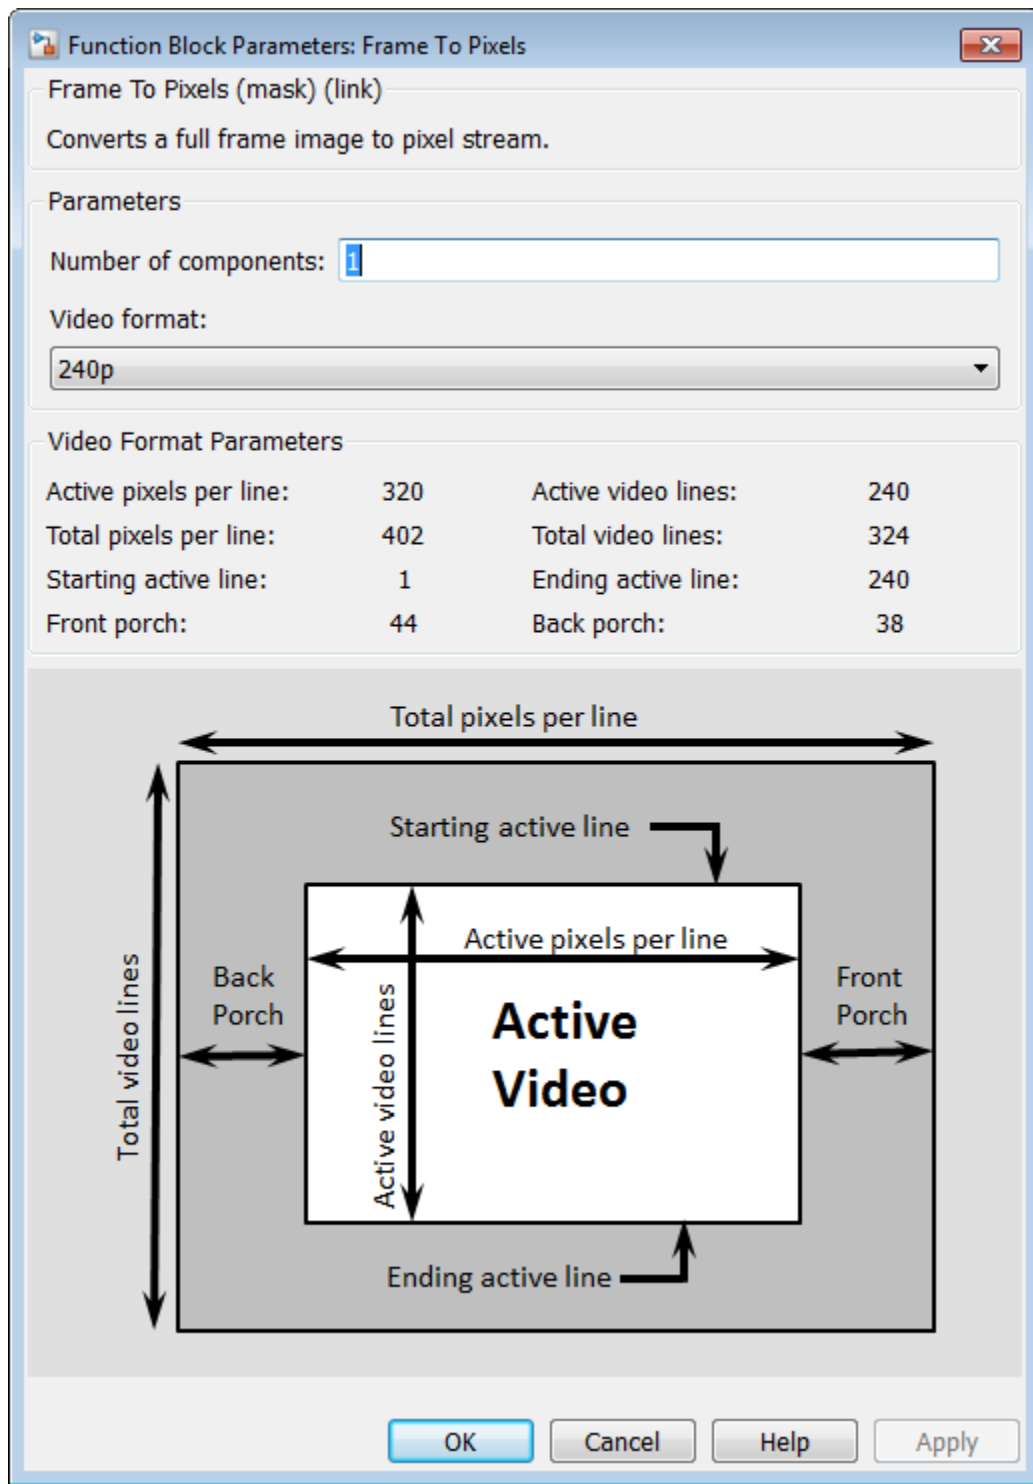 Function Block Parameters: Frame To Pixels
Frame To Pixels (mask) (link)
Converts a full frame image to pixel stream.
Parameters
Number of components: 1
Video format:
240p
Video Format Parameters
Active pixels per line: 320 Active video lines: 240
Total pixels per line: 402 Total video lines: 324
Starting active line: 1 Ending active line: 240
Front porch: 44 Back porch: 38
Total pixels per line
Starting active line
Active pixels per line
Total video lines
Back
Porch
Active video lines
Active
Video
Front
Porch
Ending active line
OK Cancel Help Apply